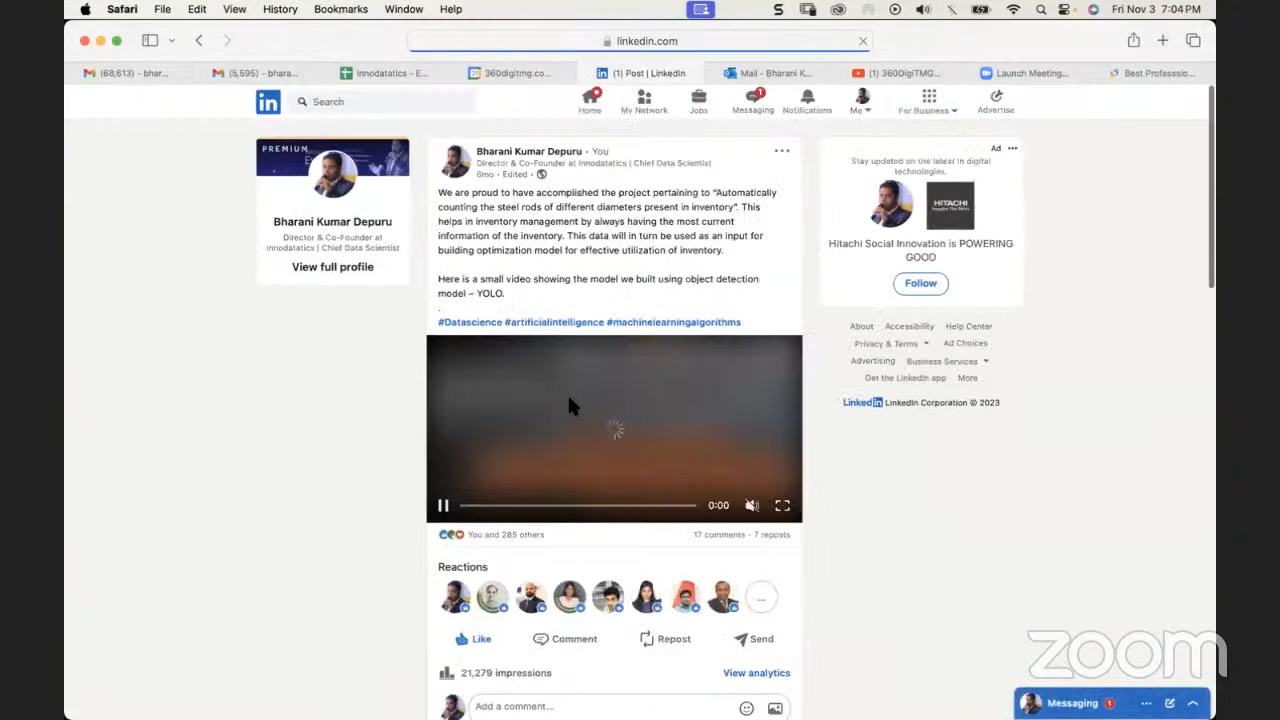 Safari File Edit View History Bookmarks Window Help Fri Nov 3 7:04 PM
linkedin.com
(68,613) - bhar...
(5,595) - bhara...
Innodatatics - E...
360digitmg.co...
(1) Post | LinkedIn
Mail - Bharani K...
(1) 360DigiTMG...
Launch Meeting...
Best Professio...
in
Search
Home
My Network
Jobs
1
Messaging
Notifications
Me
For Business
Advertise
PREMIUM
Bharani Kumar Depuru
Director & Co-Founder at
Innodatatics | Chief Data Scientist
View full profile
Bharani Kumar Depuru • You
Director & Co-Founder at Innodatatics | Chief Data Scientist
6mo • Edited •
We are proud to have accomplished the project pertaining to "Automatically
counting the steel rods of different diameters present in inventory". This
helps in inventory management by always having the most current
information of the inventory. This data will in turn be used as an input for
building optimization model for effective utilization of inventory.
Here is a small video showing the model we built using object detection
model – YOLO.
.
#Datascience #artificialintelligence #machinelearningalgorithms
0:00
You and 285 others
17 comments • 7 reposts
Reactions
...
Like
Comment
Repost
Send
21,279 impressions
View analytics
Add a comment...
Ad
Stay updated on the latest in digital
technologies.
HITACHI
Hitachi Social Innovation is POWERING
GOOD
Follow
About Accessibility Help Center
Privacy & Terms Ad Choices
Advertising Business Services
Get the LinkedIn app More
LinkedIn LinkedIn Corporation © 2023
zoom
Messaging 1